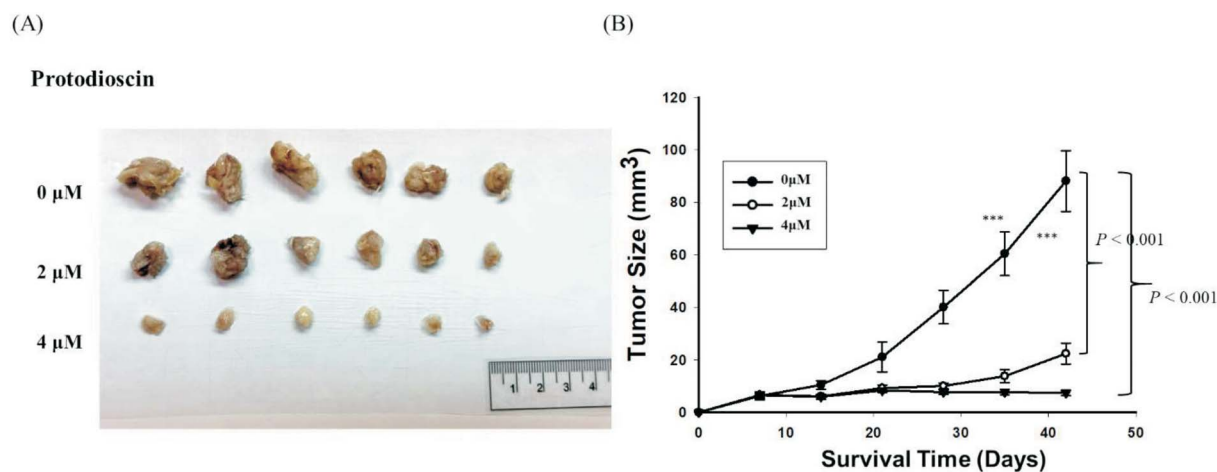 (A)
Protodioscin
0 µM
2 µM
4 µM
1 2 3 4
(B)
Tumor Size (mm3)
120
100
80
60
40
20
0
0µM
2µM
4µM
***
***
P < 0.001
P < 0.001
0 10 20 30 40 50
Survival Time (Days)